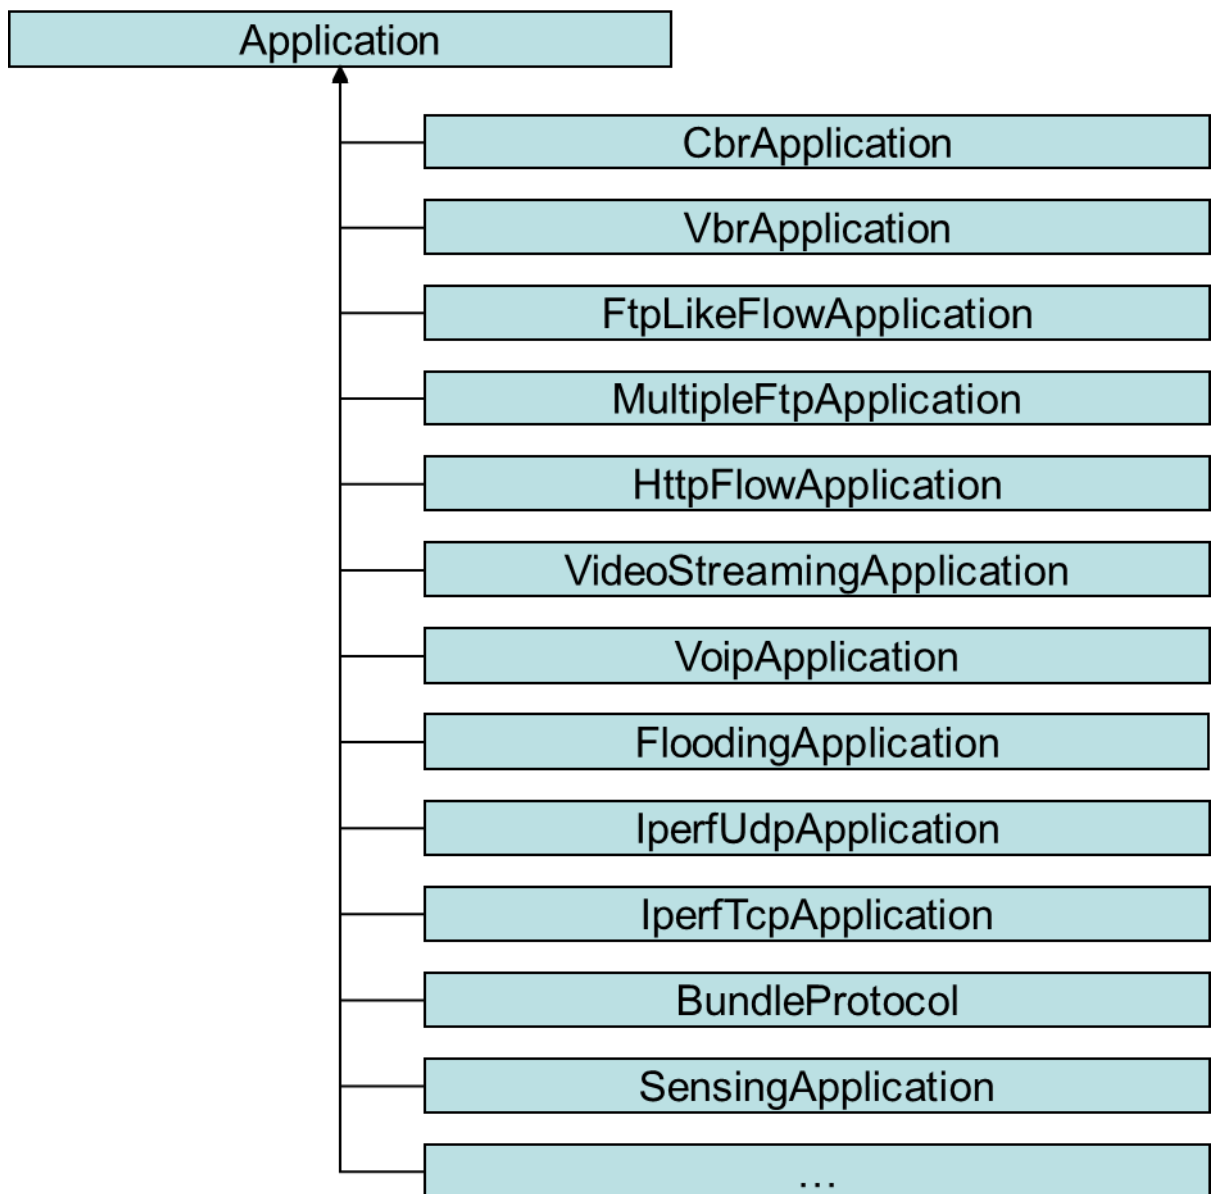 Application
CbrApplication
VbrApplication
FtpLikeFlowApplication
MultipleFtpApplication
HttpFlowApplication
VideoStreamingApplication
VoipApplication
FloodingApplication
IperfUdpApplication
IperfTcpApplication
BundleProtocol
SensingApplication
...